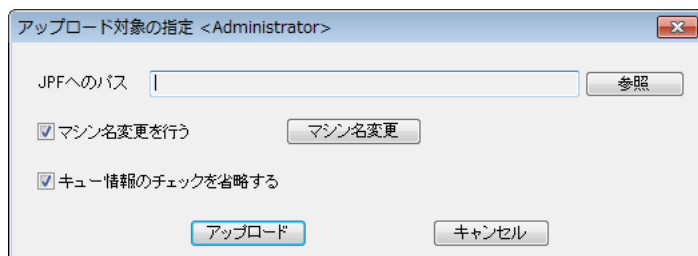 アップロード対象の指定 <Administrator>
JPFへのパス 参照
マシン名変更を行う マシン名変更
キュー情報のチェックを省略する
アップロード キャンセル